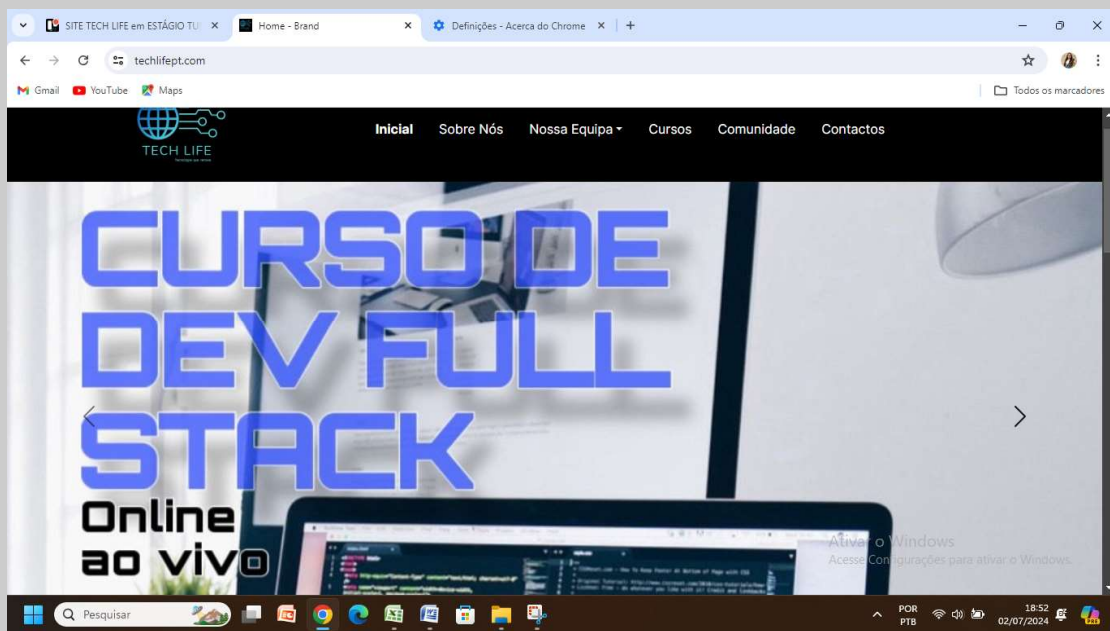 SITE TECH LIFE em ESTÁGIO TU
Home - Brand
Definições - Acerca do Chrome
techlifept.com
Gmail
YouTube
Maps
Todos os marcadores
TECH LIFE
Inicial
Sobre Nós
Nossa Equipa
Cursos
Comunidade
Contactos
CURSO DE
DEV FULL
STACK
Online
ao vivo
Ativar o Windows
Acesse Configurações para ativar o Windows.
Pesquisar
POR
PTB
18:52
02/07/2024